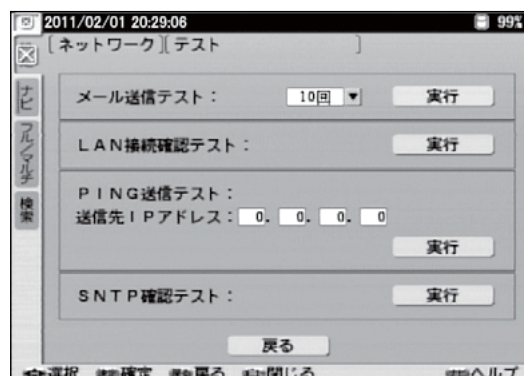 2011/02/01 20:29:06 99%
[ネットワーク][テスト ]
ナビ
フル/マルチ
検索
メール送信テスト： 10回 ▼ 実行
LAN接続確認テスト： 実行
PING送信テスト：
送信先IPアドレス： 0. 0. 0. 0
実行
SNTP確認テスト： 実行
戻る
選択 確定 戻る 閉じる ヘルプ